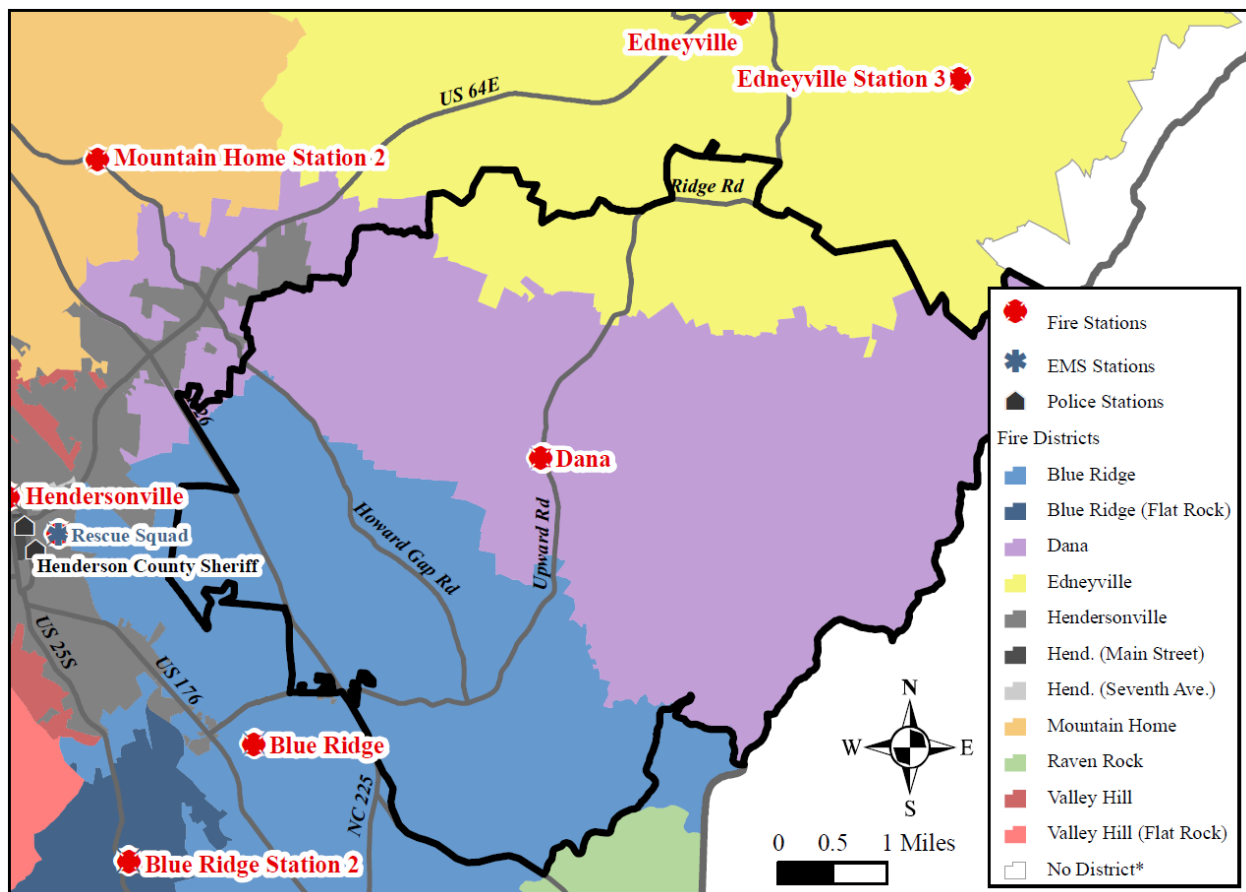 Edneyville
Edneyville Station 3
US 64E
Mountain Home Station 2
Ridge Rd
26
Dana
Hendersonville
Rescue Squad
Henderson County Sheriff
Howard Gap Rd
Upward Rd
US 25S
US 176
Blue Ridge
NC 225
Blue Ridge Station 2
N
W
E
S
0 0.5 1 Miles
Fire Stations
EMS Stations
Police Stations
Fire Districts
Blue Ridge
Blue Ridge (Flat Rock)
Dana
Edneyville
Hendersonville
Hend. (Main Street)
Hend. (Seventh Ave.)
Mountain Home
Raven Rock
Valley Hill
Valley Hill (Flat Rock)
No District*